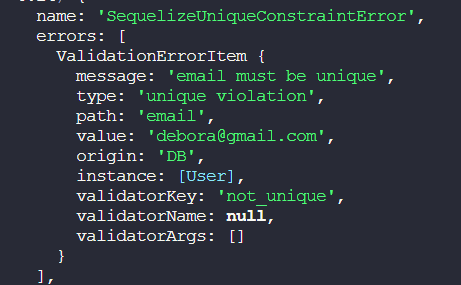 name: 'SequelizeUniqueConstraintError',
errors: [
ValidationErrorItem {
message: 'email must be unique',
type: 'unique violation',
path: 'email',
value: 'debora@gmail.com',
origin: 'DB',
instance: [User],
validatorKey: 'not_unique',
validatorName: null,
validatorArgs: []
}
],